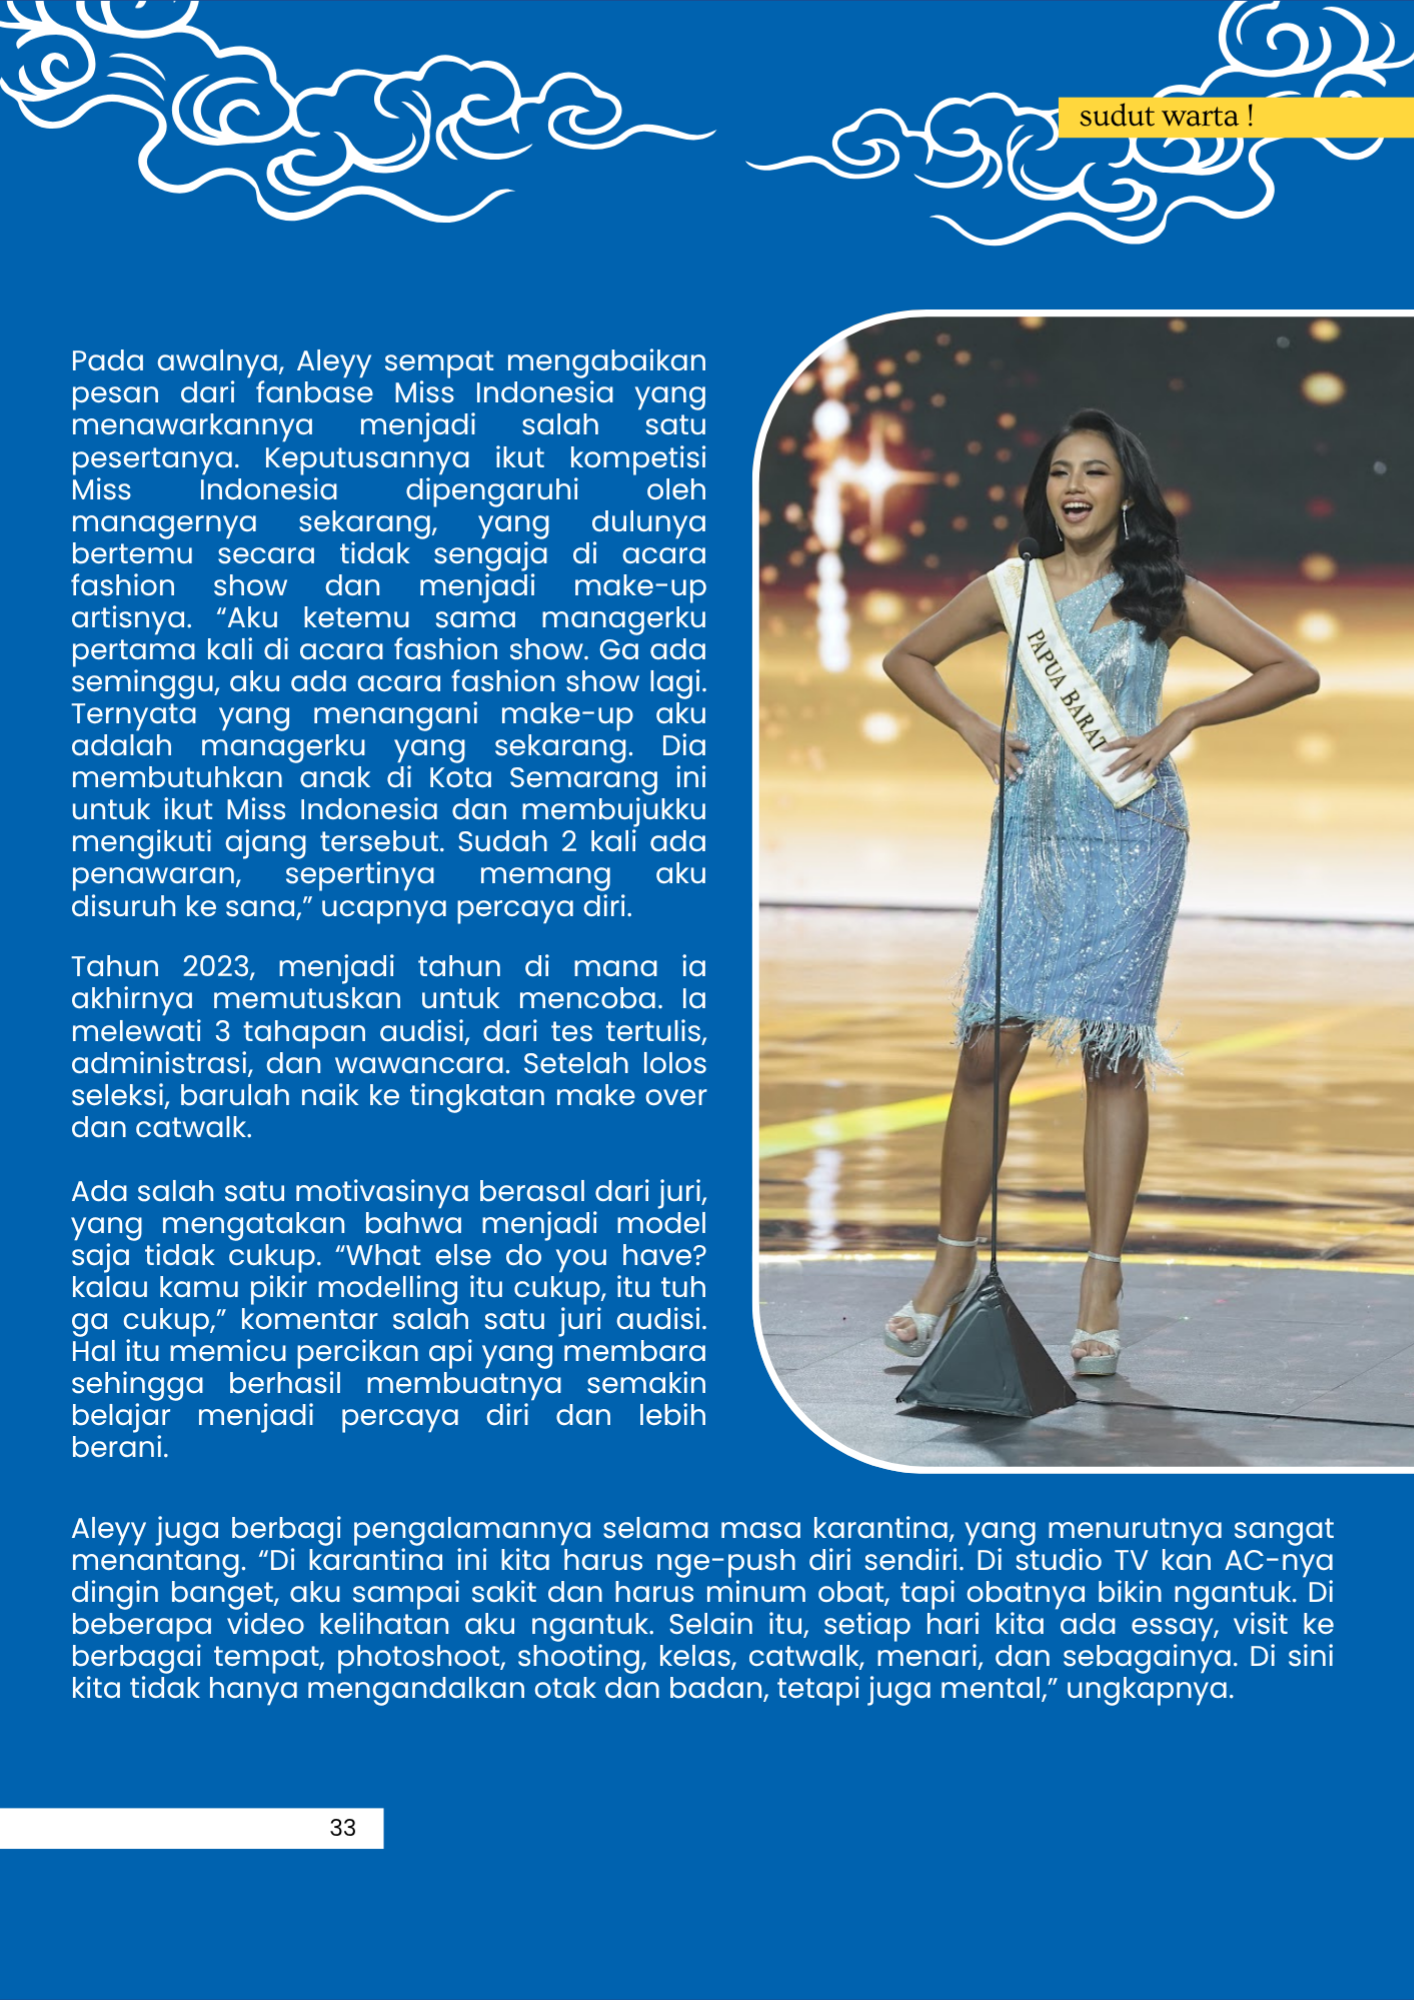 sudut warta !
Pada awalnya, Aleyy sempat mengabaikan
pesan dari fanbase Miss Indonesia yang
menawarkannya menjadi salah satu
pesertanya. Keputusannya ikut kompetisi
Miss Indonesia dipengaruhi oleh
managernya sekarang, yang dulunya
bertemu secara tidak sengaja di acara
fashion show dan menjadi make-up
artisnya. “Aku ketemu sama managerku
pertama kali di acara fashion show. Ga ada
seminggu, aku ada acara fashion show lagi.
Ternyata yang menangani make-up aku
adalah managerku yang sekarang. Dia
membutuhkan anak di Kota Semarang ini
untuk ikut Miss Indonesia dan membujukku
mengikuti ajang tersebut. Sudah 2 kali ada
penawaran, sepertinya memang aku
disuruh ke sana,” ucapnya percaya diri.
Tahun 2023, menjadi tahun di mana ia
akhirnya memutuskan untuk mencoba. Ia
melewati 3 tahapan audisi, dari tes tertulis,
administrasi, dan wawancara. Setelah lolos
seleksi, barulah naik ke tingkatan make over
dan catwalk.
Ada salah satu motivasinya berasal dari juri,
yang mengatakan bahwa menjadi model
saja tidak cukup. “What else do you have?
kalau kamu pikir modelling itu cukup, itu tuh
ga cukup,” komentar salah satu juri audisi.
Hal itu memicu percikan api yang membara
sehingga berhasil membuatnya semakin
belajar menjadi percaya diri dan lebih
berani.
PAPUA BARAT
Aleyy juga berbagi pengalamannya selama masa karantina, yang menurutnya sangat
menantang. “Di karantina ini kita harus nge-push diri sendiri. Di studio TV kan AC-nya
dingin banget, aku sampai sakit dan harus minum obat, tapi obatnya bikin ngantuk. Di
beberapa video kelihatan aku ngantuk. Selain itu, setiap hari kita ada essay, visit ke
berbagai tempat, photoshoot, shooting, kelas, catwalk, menari, dan sebagainya. Di sini
kita tidak hanya mengandalkan otak dan badan, tetapi juga mental,” ungkapnya.
33